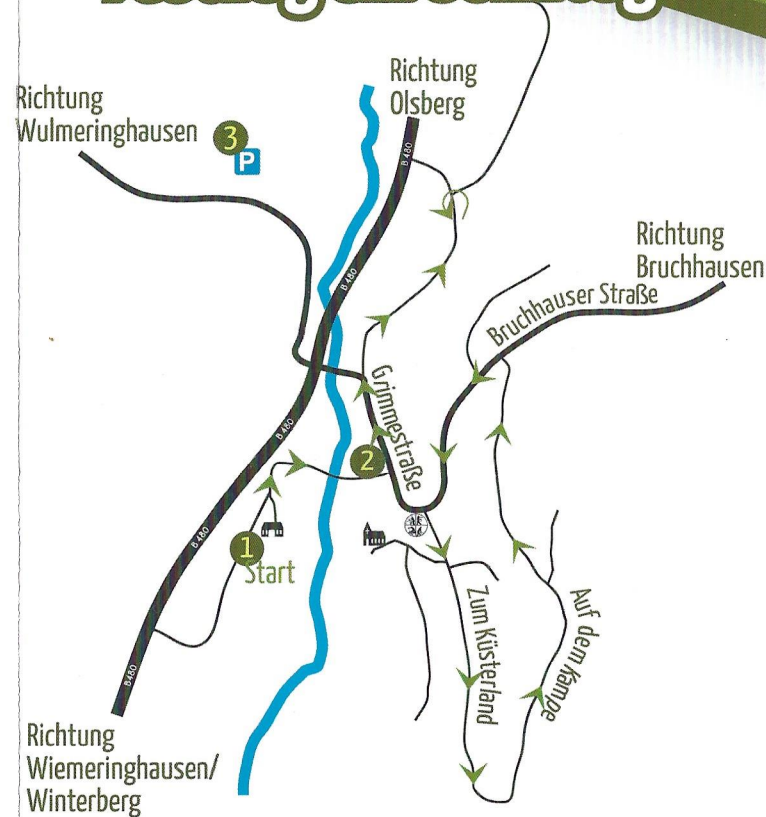 Richtung
Olsberg
Richtung
Wulmeringhausen
3
P
B 480
Richtung
Bruchhausen
B 480
Bruchhauser Straße
Grimmestraße
B 480
2
B 480
1
Start
Zum Küsterland
Auf dem Kampe
B 480
Richtung
Wiemeringhausen/
Winterberg